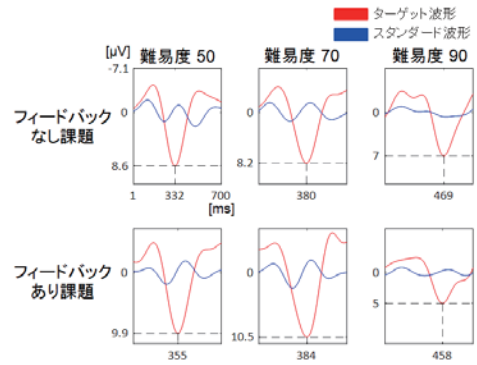 ターゲット波形
スタンダード波形
[μV] 難易度 50 難易度 70 難易度 90
-7.1
フィードバック
なし課題
0 0 0
8.6 8.2 7
1 332 700 380 469
[ms]
フィードバック
あり課題
0 0 0
9.9 10.5 5
355 384 458